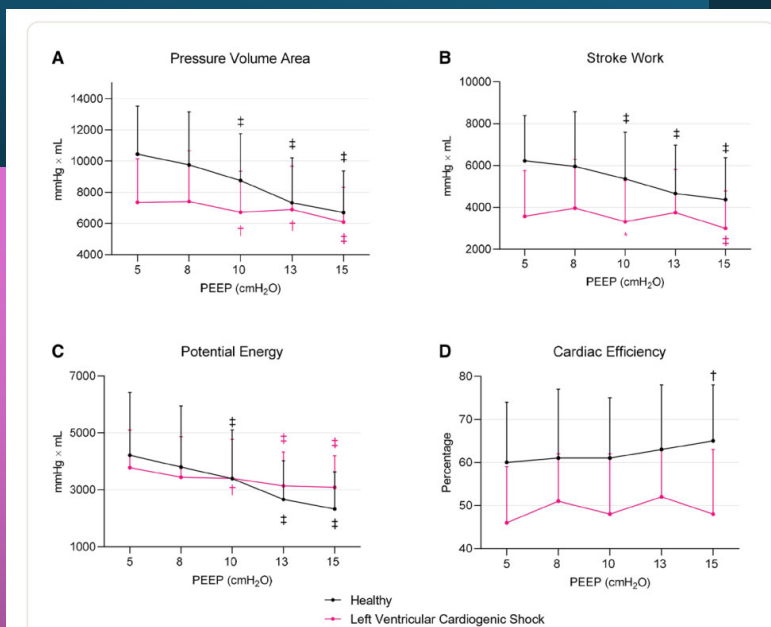 A Pressure Volume Area
14000
12000
10000
8000
6000
4000
mmHg × mL
‡ ‡ ‡
† † ‡
5 8 10 13 15
PEEP (cmH₂O)
B Stroke Work
10000
8000
6000
4000
2000
mmHg × mL
‡ ‡ ‡
* ‡
5 8 10 13 15
PEEP (cmH₂O)
C Potential Energy
7000
5000
3000
1000
mmHg × mL
‡ ‡ ‡
† ‡ ‡
5 8 10 13 15
PEEP (cmH₂O)
D Cardiac Efficiency
80
70
60
50
40
Percentage
†
5 8 10 13 15
PEEP (cmH₂O)
Healthy
Left Ventricular Cardiogenic Shock